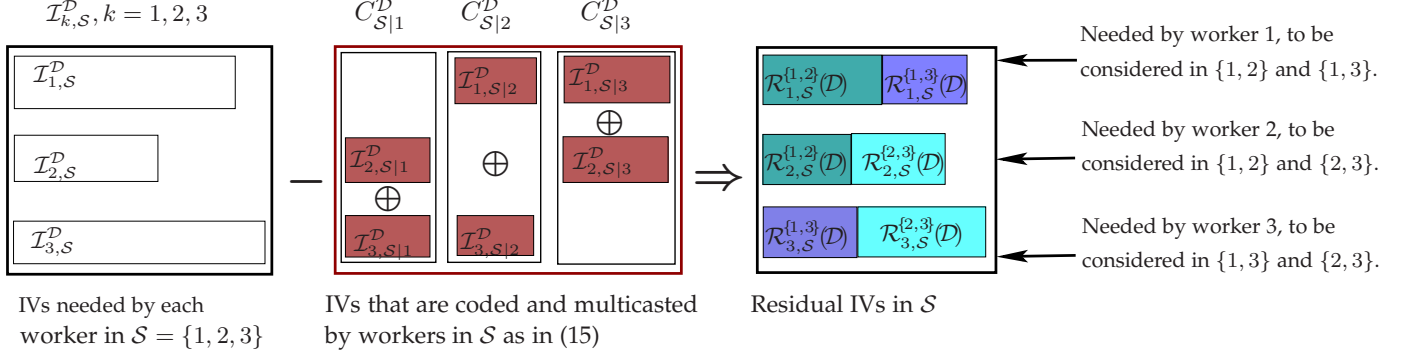 $\mathcal{I}_{k,\mathcal{S}}^{\mathcal{D}}, k = 1, 2, 3$
$C_{\mathcal{S}|1}^{\mathcal{D}}$ $C_{\mathcal{S}|2}^{\mathcal{D}}$ $C_{\mathcal{S}|3}^{\mathcal{D}}$
$\mathcal{I}_{1,\mathcal{S}}^{\mathcal{D}}$
$\mathcal{I}_{2,\mathcal{S}}^{\mathcal{D}}$
$\mathcal{I}_{3,\mathcal{S}}^{\mathcal{D}}$
−
$\mathcal{I}_{2,\mathcal{S}|1}^{\mathcal{D}}$
⊕
$\mathcal{I}_{3,\mathcal{S}|1}^{\mathcal{D}}$
$\mathcal{I}_{1,\mathcal{S}|2}^{\mathcal{D}}$
⊕
$\mathcal{I}_{3,\mathcal{S}|2}^{\mathcal{D}}$
$\mathcal{I}_{1,\mathcal{S}|3}^{\mathcal{D}}$
⊕
$\mathcal{I}_{2,\mathcal{S}|3}^{\mathcal{D}}$
⇒
$\mathcal{R}_{1,\mathcal{S}}^{\{1,2\}}(\mathcal{D})$ $\mathcal{R}_{1,\mathcal{S}}^{\{1,3\}}(\mathcal{D})$
$\mathcal{R}_{2,\mathcal{S}}^{\{1,2\}}(\mathcal{D})$ $\mathcal{R}_{2,\mathcal{S}}^{\{2,3\}}(\mathcal{D})$
$\mathcal{R}_{3,\mathcal{S}}^{\{1,3\}}(\mathcal{D})$ $\mathcal{R}_{3,\mathcal{S}}^{\{2,3\}}(\mathcal{D})$
Needed by worker 1, to be
considered in {1, 2} and {1, 3}.
Needed by worker 2, to be
considered in {1, 2} and {2, 3}.
Needed by worker 3, to be
considered in {1, 3} and {2, 3}.
IVs needed by each
worker in $\mathcal{S}$ = {1, 2, 3}
IVs that are coded and multicasted
by workers in $\mathcal{S}$ as in (15)
Residual IVs in $\mathcal{S}$